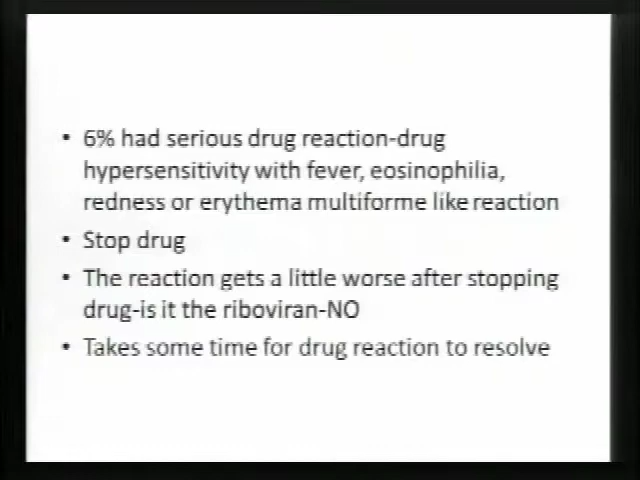 • 6% had serious drug reaction-drug
hypersensitivity with fever, eosinophilia,
redness or erythema multiforme like reaction
• Stop drug
• The reaction gets a little worse after stopping
drug-is it the riboviran-NO
• Takes some time for drug reaction to resolve